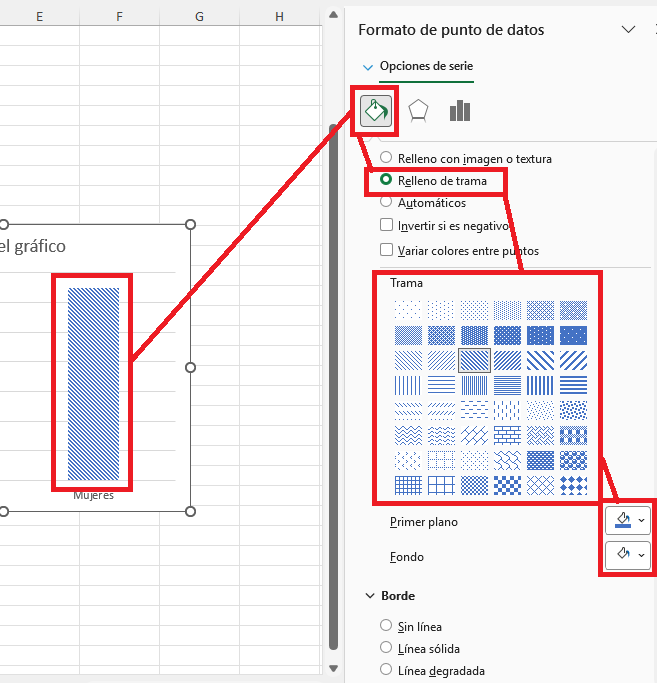 E F G H
el gráfico
Mujeres
Formato de punto de datos
Opciones de serie
Relleno con imagen o textura
Relleno de trama
Automáticos
Invertir si es negativo
Variar colores entre puntos
Trama
Primer plano
Fondo
Borde
Sin línea
Línea sólida
Línea degradada